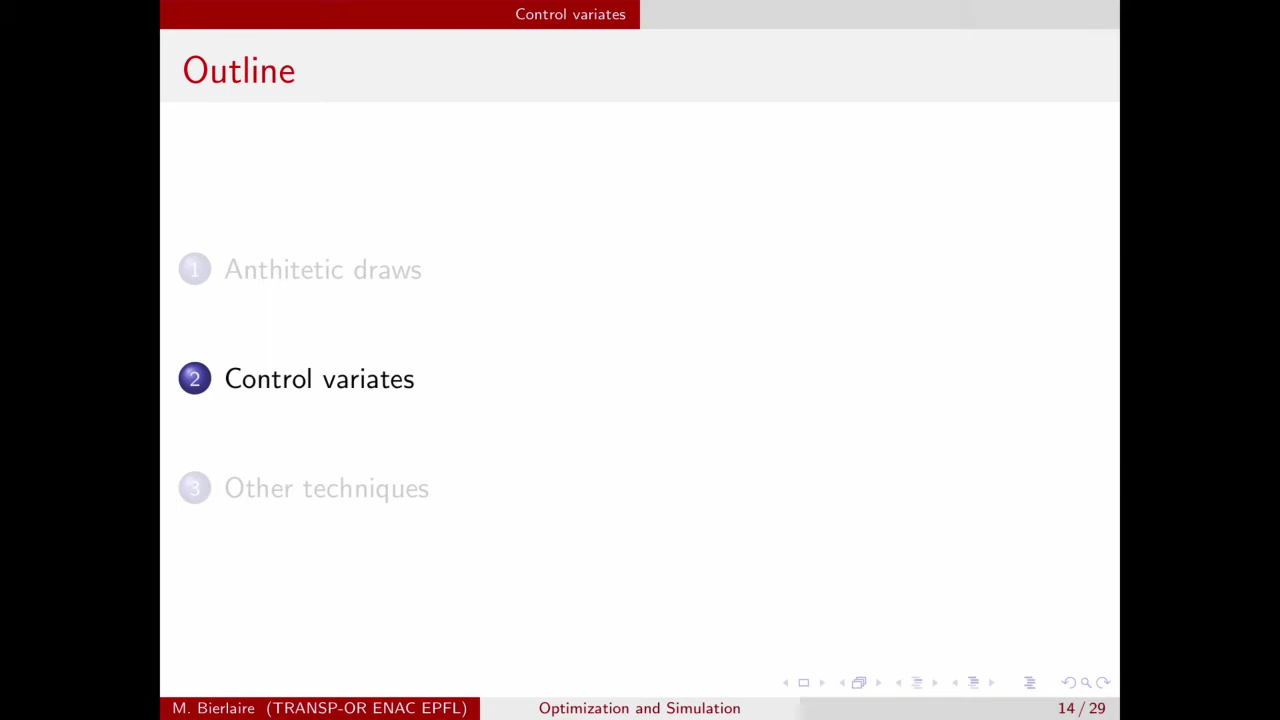 Control variates
Outline
1 Anthitetic draws
2 Control variates
3 Other techniques
M. Bierlaire (TRANSP-OR ENAC EPFL) Optimization and Simulation 14 / 29